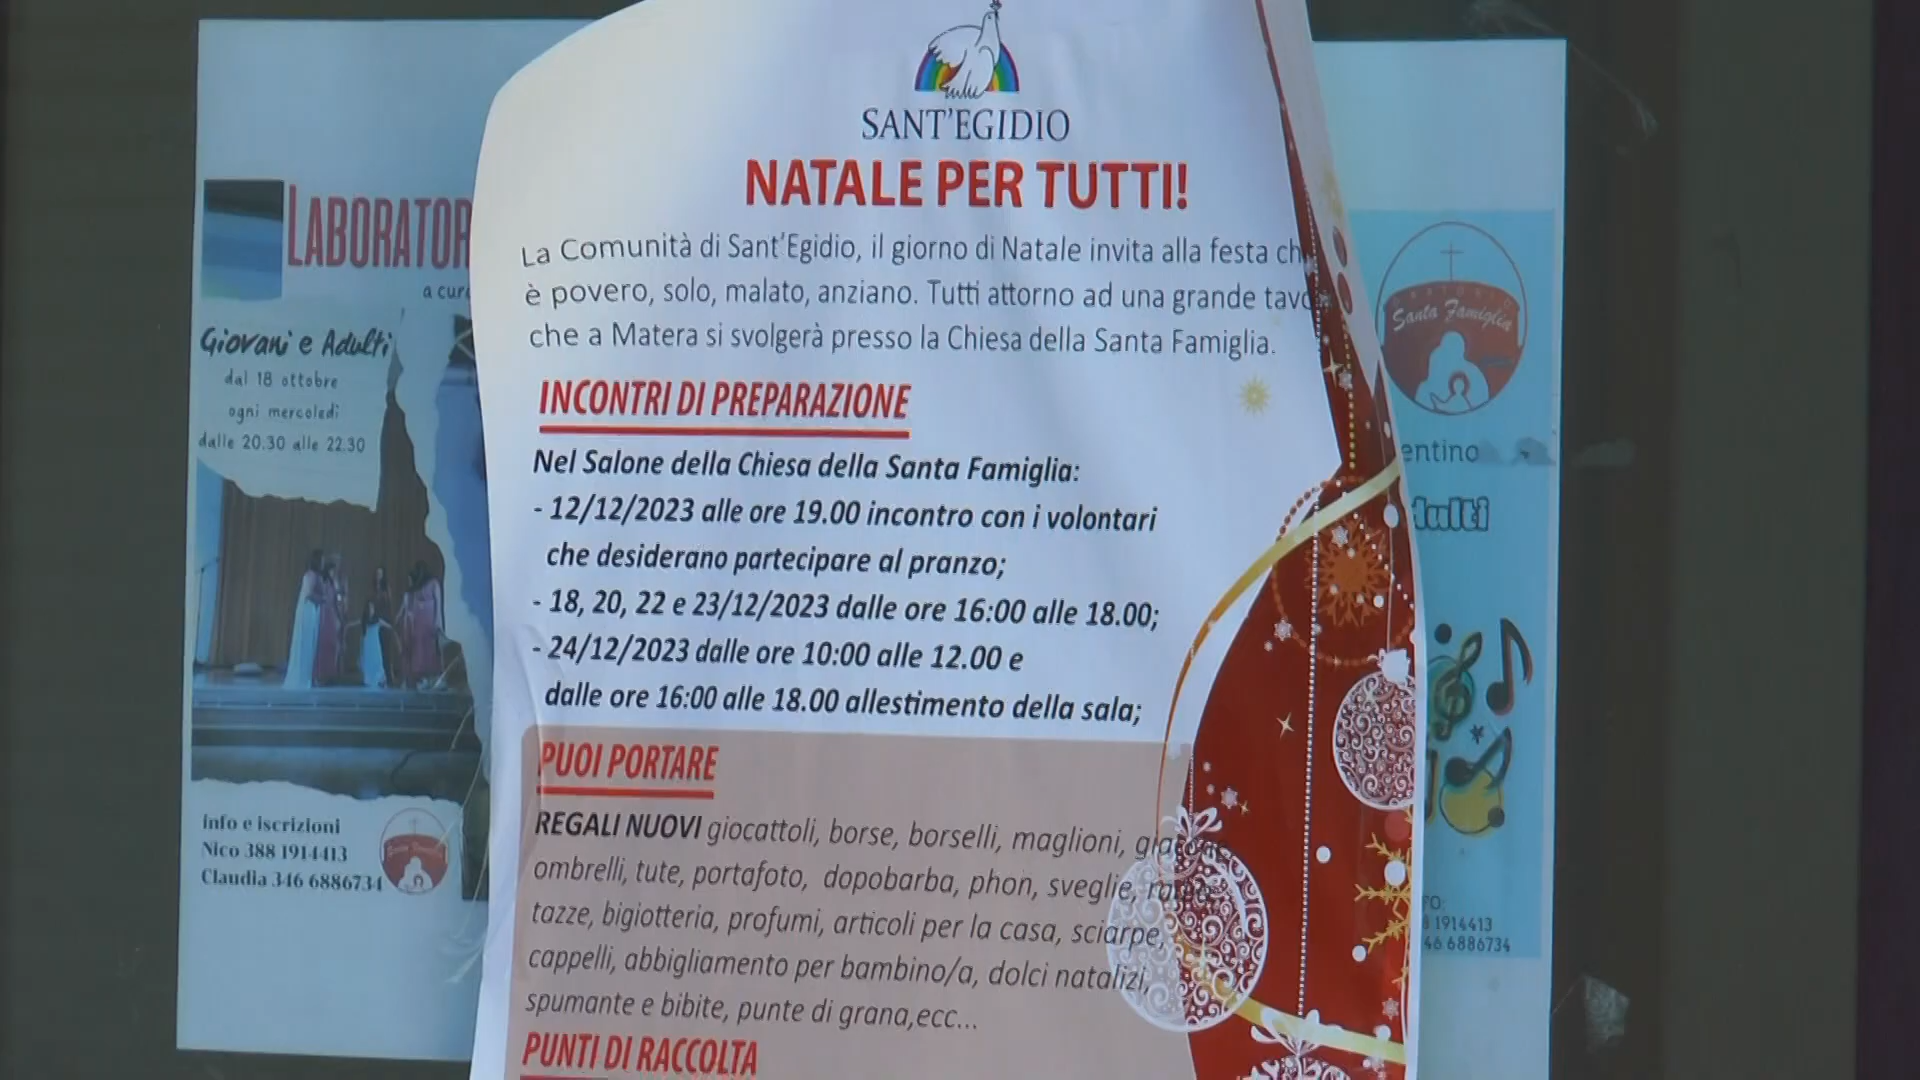 SANT'EGIDIO
NATALE PER TUTTI!
La Comunità di Sant'Egidio, il giorno di Natale invita alla festa ch
è povero, solo, malato, anziano. Tutti attorno ad una grande tavo
che a Matera si svolgerà presso la Chiesa della Santa Famiglia.
INCONTRI DI PREPARAZIONE
Nel Salone della Chiesa della Santa Famiglia:
- 12/12/2023 alle ore 19.00 incontro con i volontari
che desiderano partecipare al pranzo;
- 18, 20, 22 e 23/12/2023 dalle ore 16:00 alle 18.00;
- 24/12/2023 dalle ore 10:00 alle 12.00 e
dalle ore 16:00 alle 18.00 allestimento della sala;
PUOI PORTARE
REGALI NUOVI giocattoli, borse, borselli, maglioni,
ombrelli, tute, portafoto, dopobarba, phon, sveglie,
tazze, bigiotteria, profumi, articoli per la casa, sciarpe,
cappelli, abbigliamento per bambino/a, dolci natalizi,
spumante e bibite, punte di grana,ecc...
PUNTI DI RACCOLTA
LABORATOR
a cura
Giovani e Adulti
dal 18 ottobre
ogni mercoledì
dalle 20.30 alle 22.30
info e iscrizioni
Nico 388 1914413
Claudia 346 6886734
ORATORIO
Santa Famiglia
entino
dulti
FO:
8 1914413
46 6886734